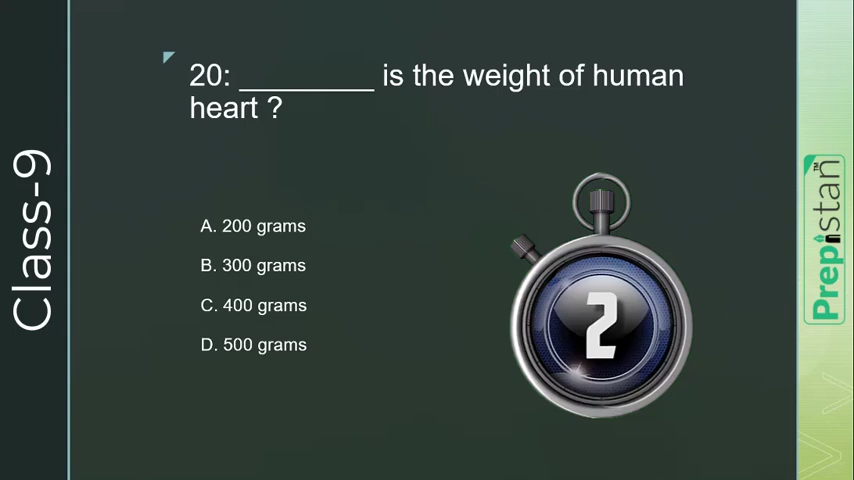 Class-9
20: ________ is the weight of human
heart ?
A. 200 grams
B. 300 grams
C. 400 grams
D. 500 grams
2
Prepistan™